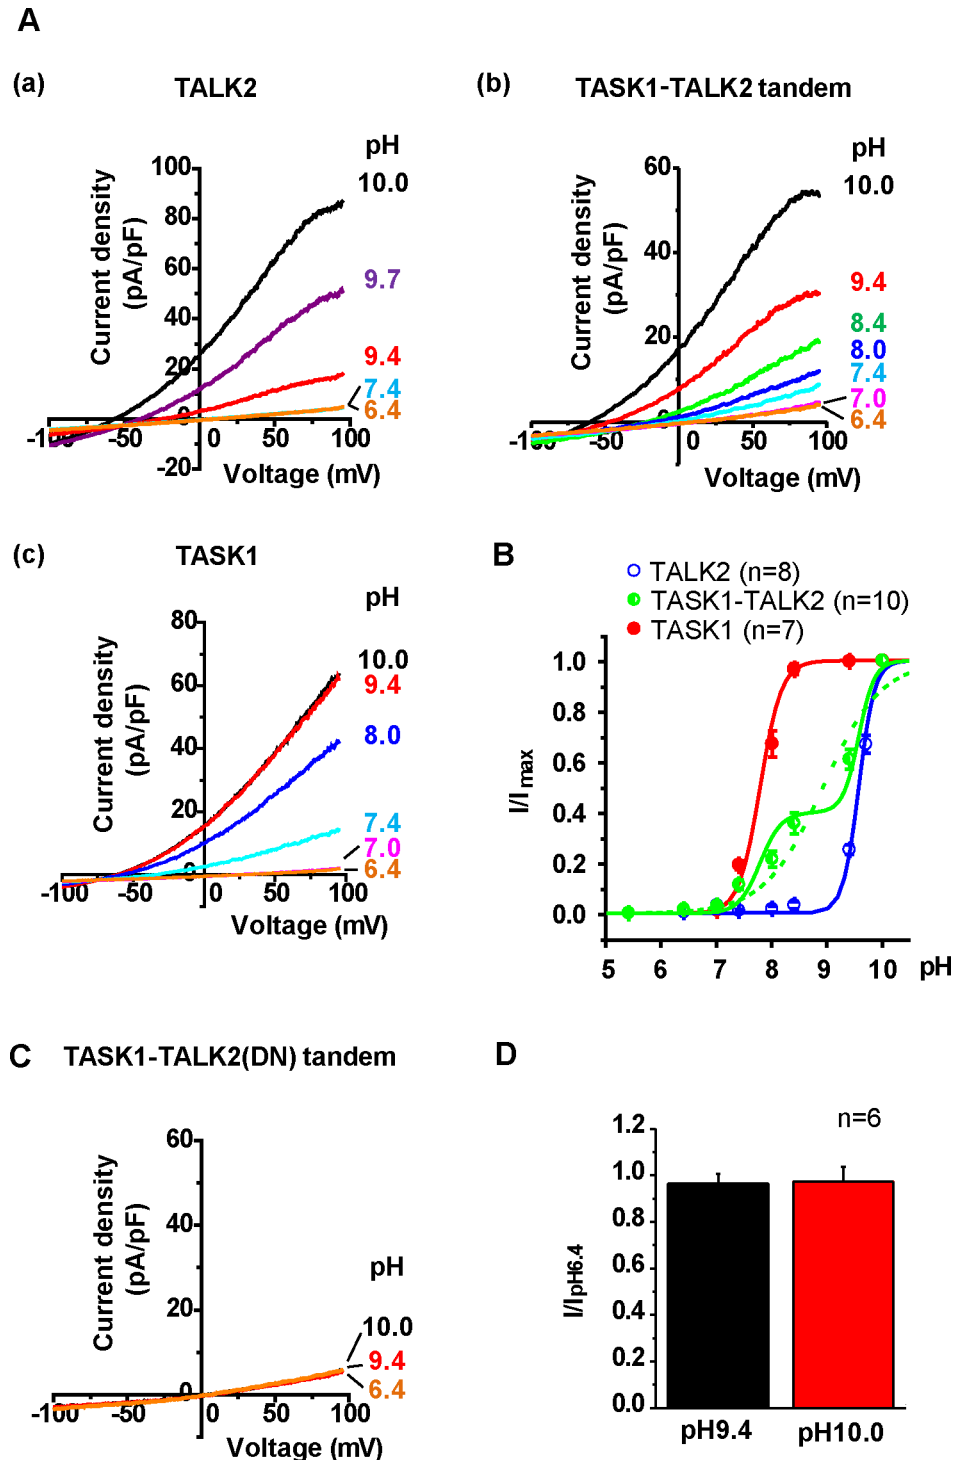 A
(a) TALK2
pH
10.0
9.7
9.4
7.4
6.4
Current density
(pA/pF)
100
80
60
40
20
0
-20
-100 -50 0 50 100
Voltage (mV)
(b) TASK1-TALK2 tandem
pH
10.0
9.4
8.4
8.0
7.4
7.0
6.4
Current density
(pA/pF)
60
40
20
0
-100 -50 0 50 100
Voltage (mV)
(c) TASK1
pH
10.0
9.4
8.0
7.4
7.0
6.4
Current density
(pA/pF)
80
60
40
20
0
-100 -50 0 50 100
Voltage (mV)
B
TALK2 (n=8)
TASK1-TALK2 (n=10)
TASK1 (n=7)
I/Imax
1.0
0.8
0.6
0.4
0.2
0.0
5 6 7 8 9 10 pH
C TASK1-TALK2(DN) tandem
Current density
(pA/pF)
60
40
20
0
pH
10.0
9.4
6.4
-100 -50 0 50 100
Voltage (mV)
D
n=6
I/IpH6.4
1.2
1.0
0.8
0.6
0.4
0.2
0.0
pH9.4 pH10.0